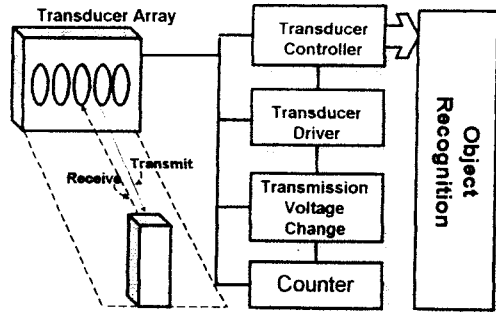 Transducer Array
Receive
Transmit
Transducer
Controller
Transducer
Driver
Transmission
Voltage
Change
Counter
Object
Recognition